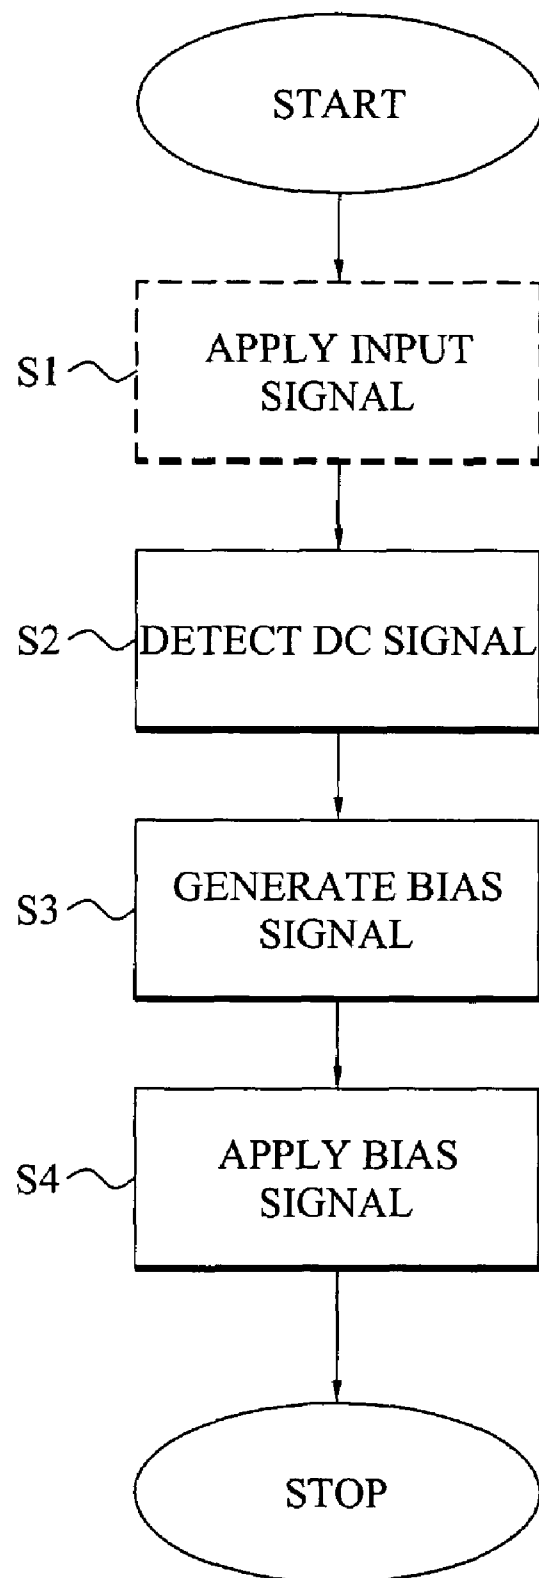 START
S1
APPLY INPUT
SIGNAL
S2
DETECT DC SIGNAL
S3
GENERATE BIAS
SIGNAL
S4
APPLY BIAS
SIGNAL
STOP